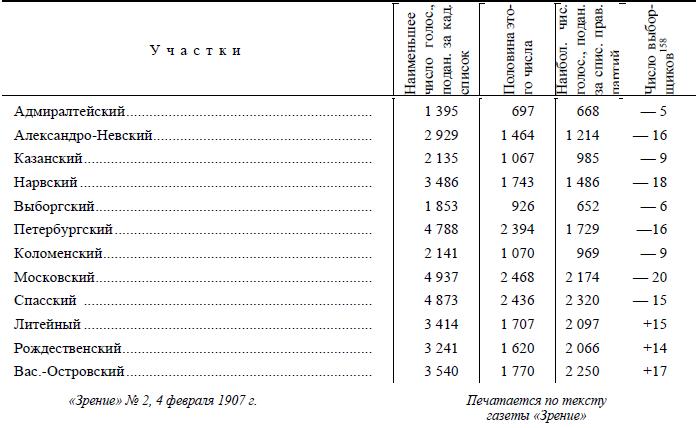 У ч а с т к и
Наименьшее число голос., подан. за кад. список
Половина это-го числа
Наибол. чис. голос., подан. за спис. прав. партий
Число выбор-щиков158
Адмиралтейский 1 395 697 668 — 5
Александро-Невский 2 929 1 464 1 214 — 16
Казанский 2 135 1 067 985 — 9
Нарвский 3 486 1 743 1 486 — 18
Выборгский 1 853 926 652 — 6
Петербургский 4 788 2 394 1 729 —16
Коломенский 2 141 1 070 969 — 9
Московский 4 937 2 468 2 174 — 20
Спасский 4 873 2 436 2 320 — 15
Литейный 3 414 1 707 2 097 +15
Рождественский 3 241 1 620 2 066 +14
Вас.-Островский 3 540 1 770 2 250 +17
«Зрение» № 2, 4 февраля 1907 г.
Печатается по тексту
газеты «Зрение»